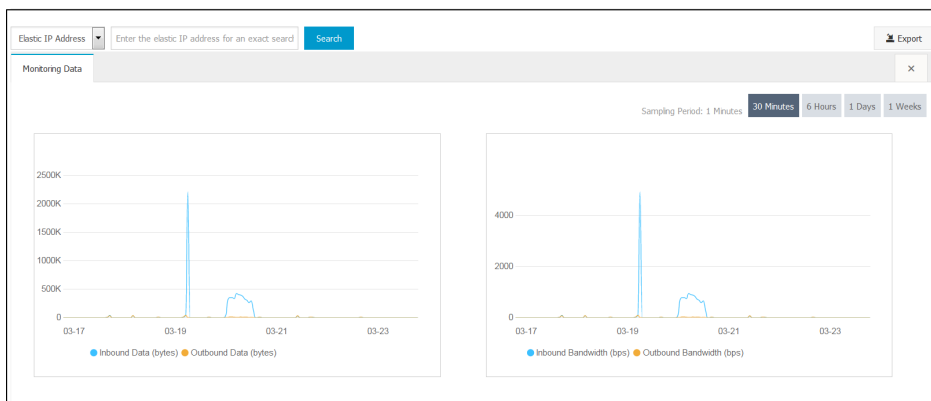 Elastic IP Address Enter the elastic IP address for an exact search Search Export
Monitoring Data ×
Sampling Period: 1 Minutes 30 Minutes 6 Hours 1 Days 1 Weeks
2500K
2000K
1500K
1000K
500K
0
03-17 03-19 03-21 03-23
Inbound Data (bytes) Outbound Data (bytes)
4000
2000
0
03-17 03-19 03-21 03-23
Inbound Bandwidth (bps) Outbound Bandwidth (bps)